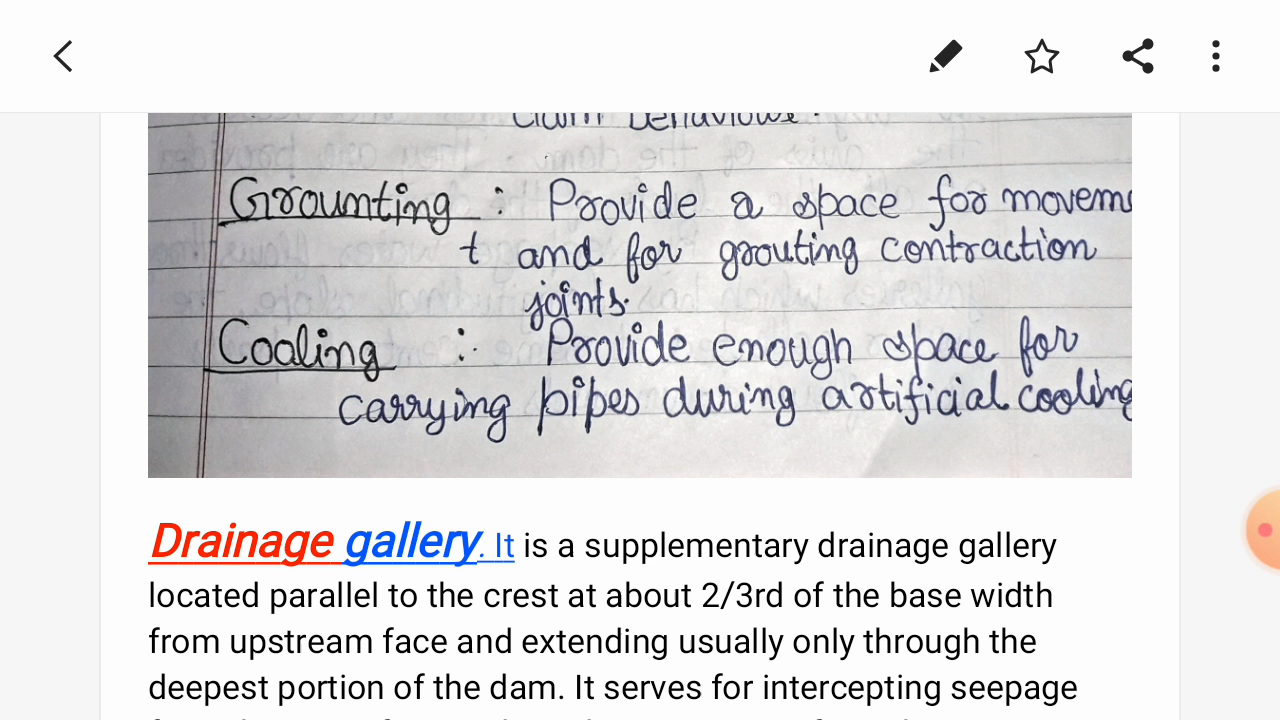 Grounting : Provide a space for movem
t and for grouting contraction
joints.
Cooling :- Provide enough space for
carrying pipes during artificial cooling
Drainage gallery. It is a supplementary drainage gallery
located parallel to the crest at about 2/3rd of the base width
from upstream face and extending usually only through the
deepest portion of the dam. It serves for intercepting seepage